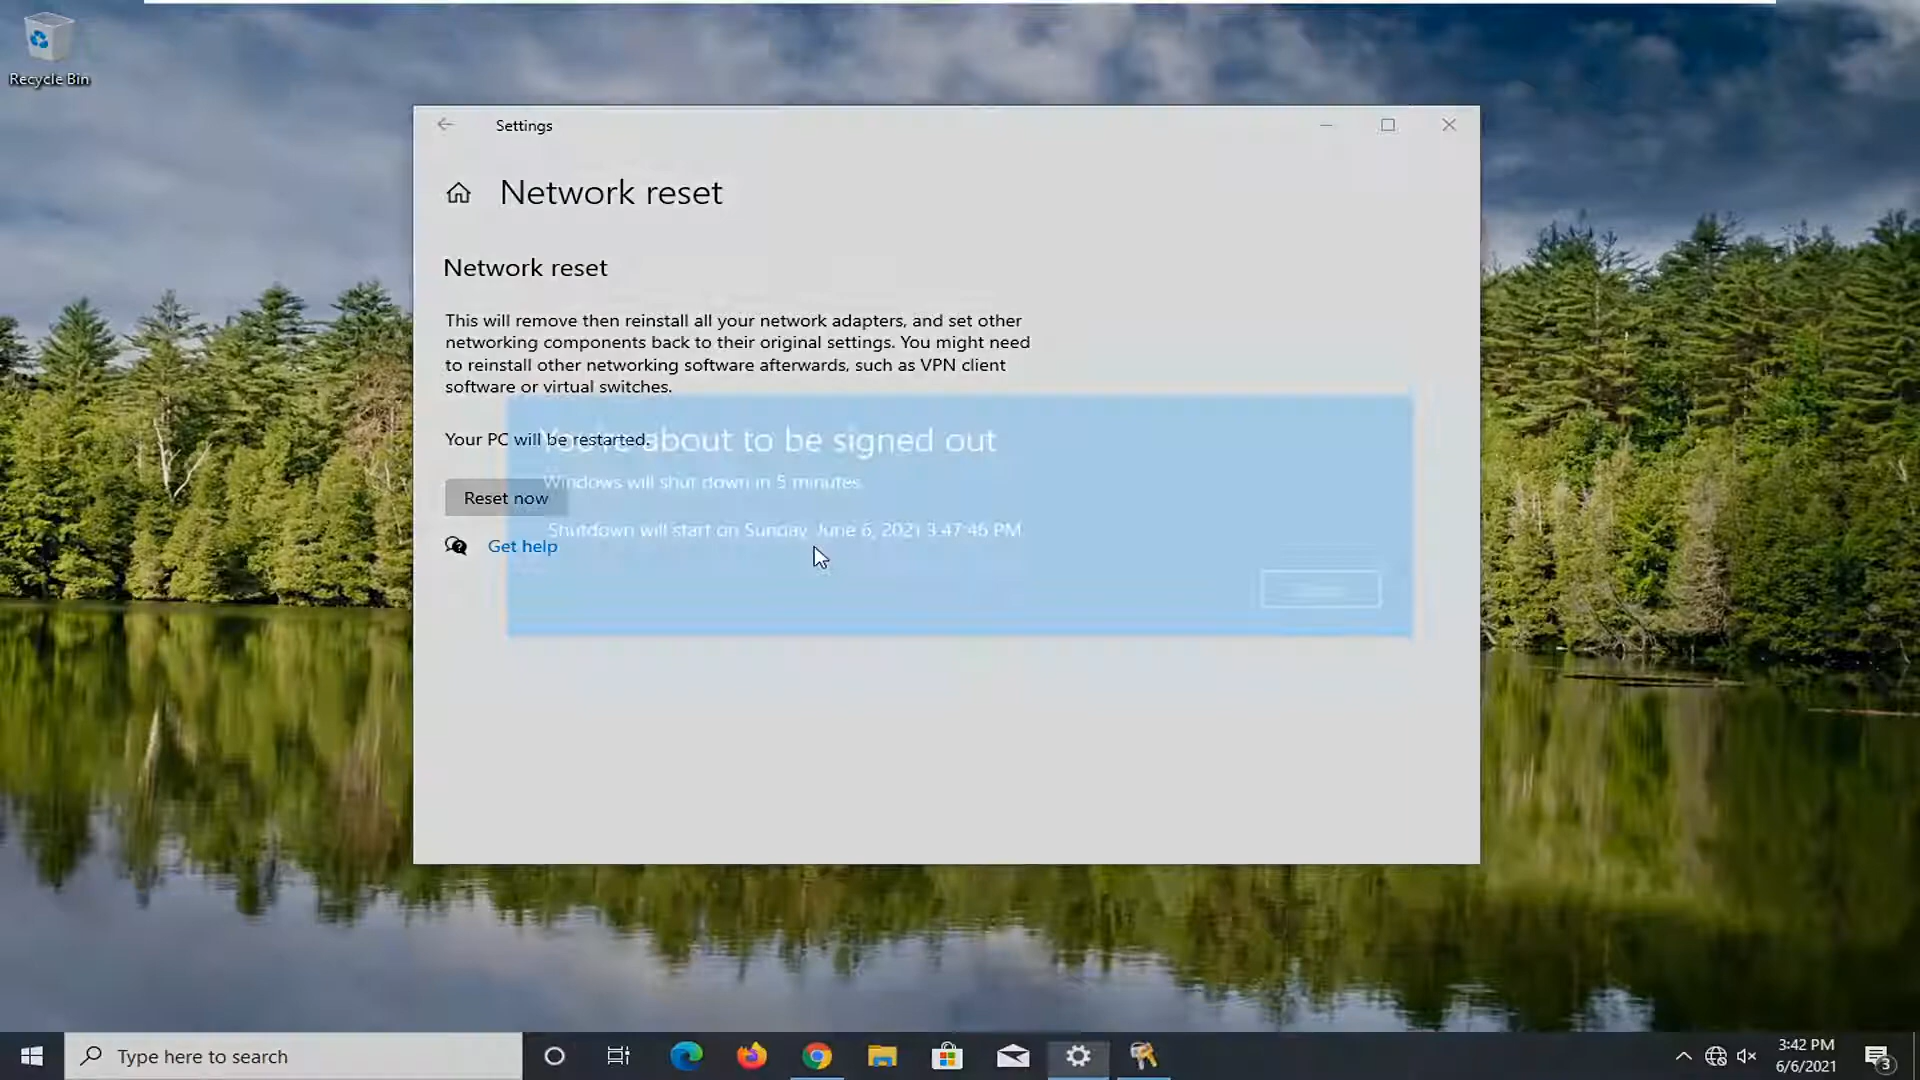 Recycle Bin
Settings
Network reset
Network reset
This will remove then reinstall all your network adapters, and set other
networking components back to their original settings. You might need
to reinstall other networking software afterwards, such as VPN client
software or virtual switches.
Your PC will be restarted.
You're about to be signed out
Windows will shut down in 5 minutes.
Reset now
Shutdown will start on Sunday, June 6, 2021 3:47:46 PM.
Get help
Type here to search
3:42 PM
6/6/2021
3